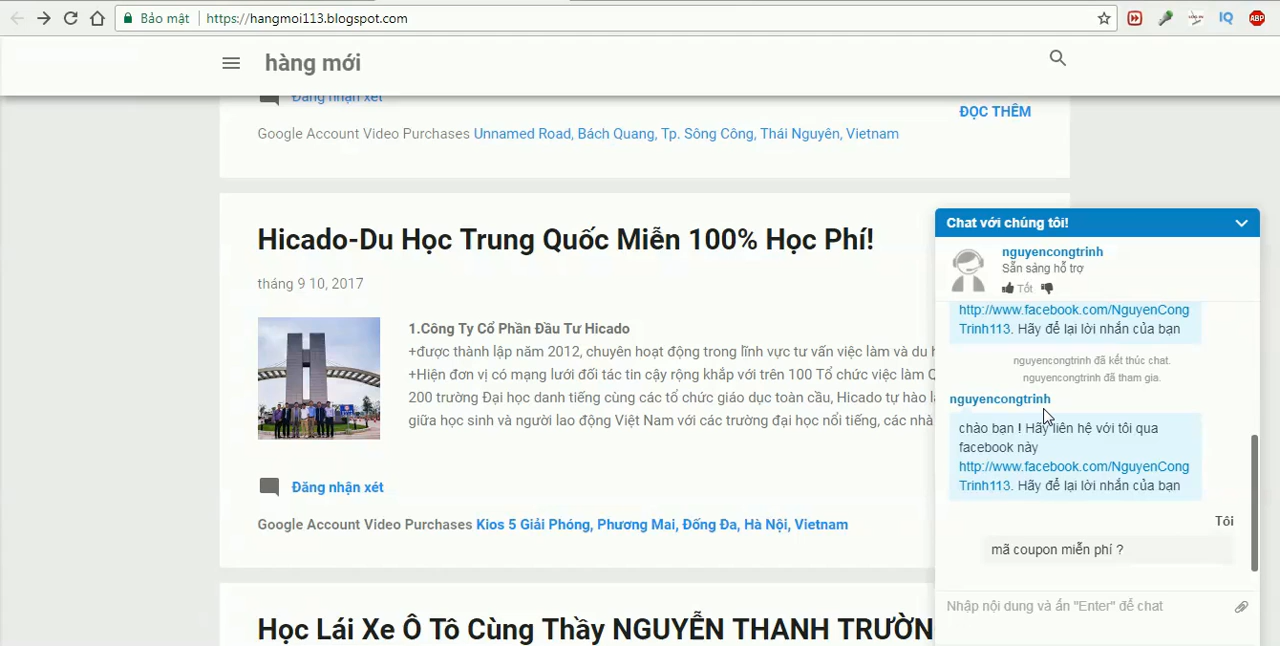 Bảo mật https://hangmoi113.blogspot.com
IQ
ABP
hàng mới
Đăng nhận xét
ĐỌC THÊM
Google Account Video Purchases Unnamed Road, Bách Quang, Tp. Sông Công, Thái Nguyên, Vietnam
Hicado-Du Học Trung Quốc Miễn 100% Học Phí!
tháng 9 10, 2017
1.Công Ty Cổ Phần Đầu Tư Hicado
+được thành lập năm 2012, chuyên hoạt động trong lĩnh vực tư vấn việc làm và du h
+Hiện đơn vị có mạng lưới đối tác tin cậy rộng khắp với trên 100 Tổ chức việc làm Q
200 trường Đại học danh tiếng cùng các tổ chức giáo dục toàn cầu, Hicado tự hào l
giữa học sinh và người lao động Việt Nam với các trường đại học nổi tiếng, các nhà
Đăng nhận xét
Google Account Video Purchases Kios 5 Giải Phóng, Phương Mai, Đống Đa, Hà Nội, Vietnam
Học Lái Xe Ô Tô Cùng Thầy NGUYỄN THANH TRƯỜN
Chat với chúng tôi!
nguyencongtrinh
Sẵn sàng hỗ trợ
Tốt
http://www.facebook.com/NguyenCong
Trinh113. Hãy để lại lời nhắn của bạn
nguyencongtrinh đã kết thúc chat.
nguyencongtrinh đã tham gia.
nguyencongtrinh
chào bạn ! Hãy liên hệ với tôi qua
facebook này
http://www.facebook.com/NguyenCong
Trinh113. Hãy để lại lời nhắn của bạn
Tôi
mã coupon miễn phí ?
Nhập nội dung và ấn "Enter" để chat